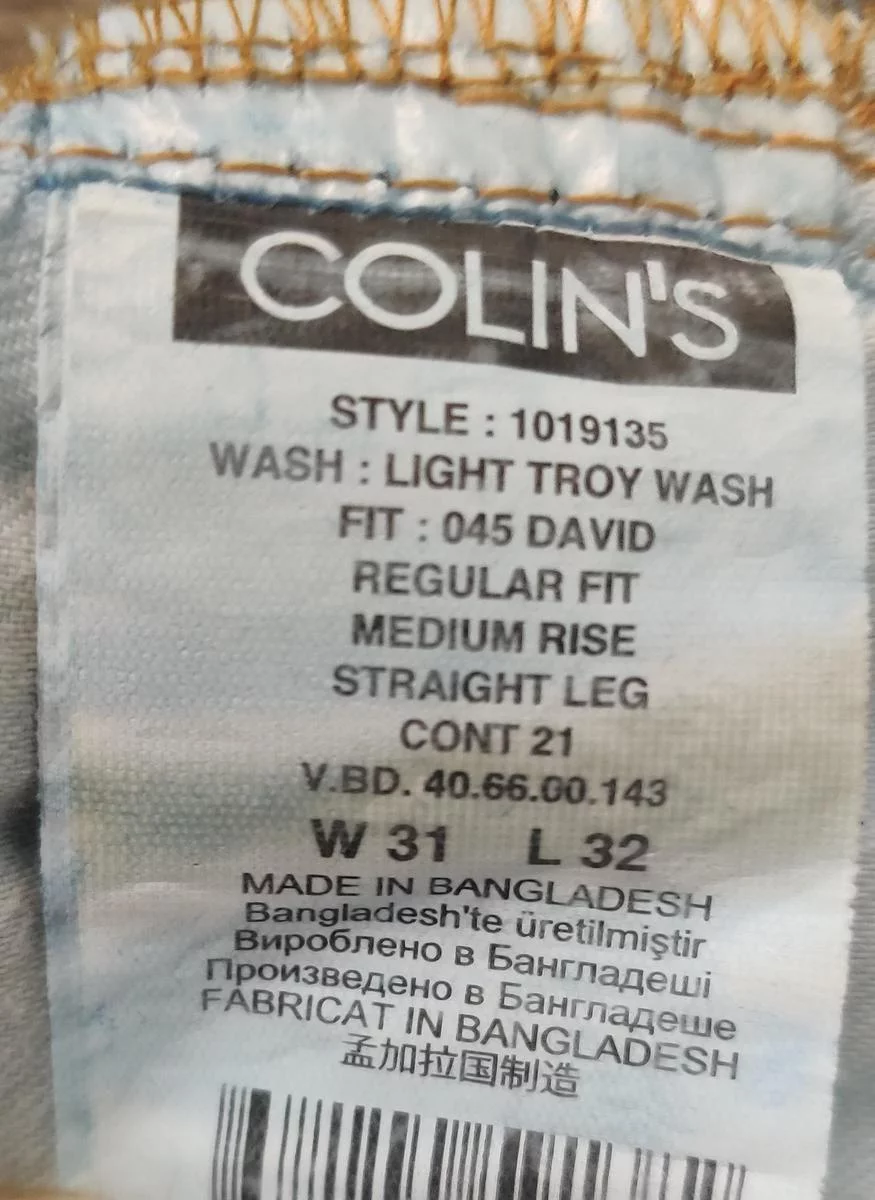 COLIN'S
STYLE : 1019135
WASH : LIGHT TROY WASH
FIT : 045 DAVID
REGULAR FIT
MEDIUM RISE
STRAIGHT LEG
CONT 21
V.BD. 40.66.00.143
W 31 L 32
MADE IN BANGLADESH
Bangladesh'te üretilmiştir
Вироблено в Бангладеші
Произведено в Бангладеше
FABRICAT IN BANGLADESH
孟加拉国制造